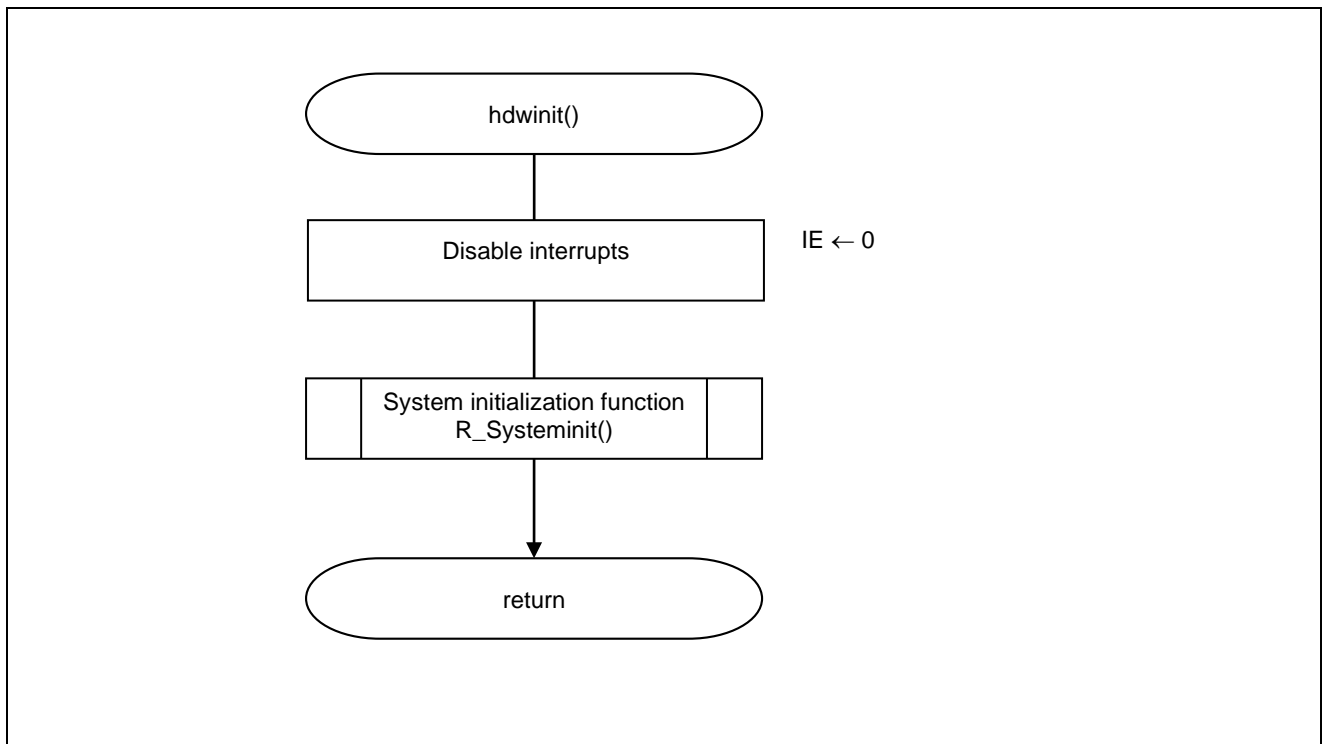 hdwinit()
Disable interrupts
IE ← 0
System initialization function
R_Systeminit()
return